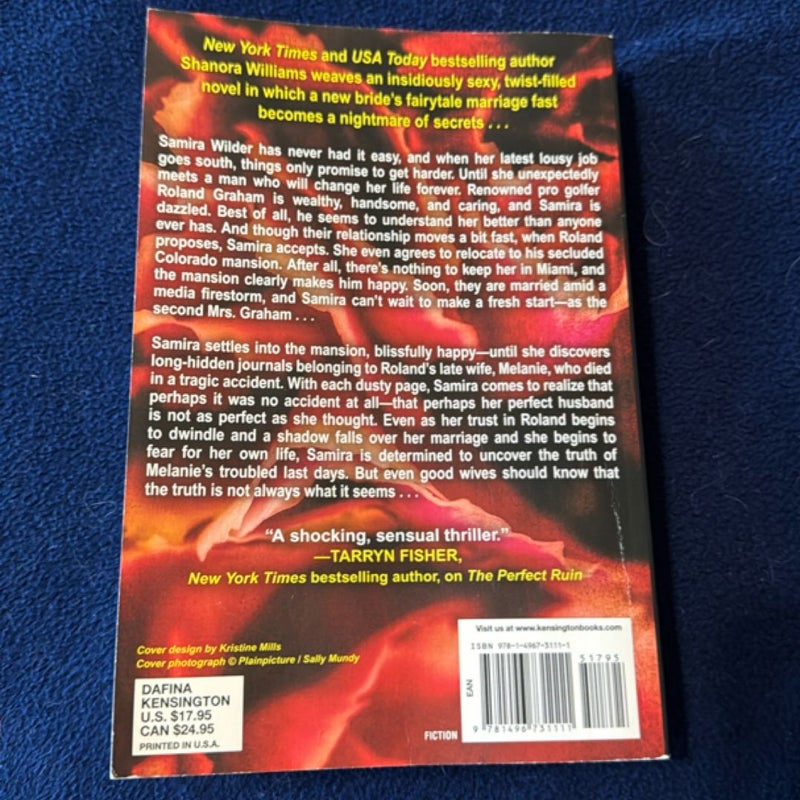 New York Times and USA Today bestselling author
Shanora Williams weaves an insidiously sexy, twist-filled
novel in which a new bride's fairytale marriage fast
becomes a nightmare of secrets . . .
Samira Wilder has never had it easy, and when her latest lousy job
goes south, things only promise to get harder. Until she unexpectedly
meets a man who will change her life forever. Renowned pro golfer
Roland Graham is wealthy, handsome, and caring, and Samira is
dazzled. Best of all, he seems to understand her better than anyone
ever has. And though their relationship moves a bit fast, when Roland
proposes, Samira accepts. She even agrees to relocate to his secluded
Colorado mansion. After all, there's nothing to keep her in Miami, and
the mansion clearly makes him happy. Soon, they are married amid a
media firestorm, and Samira can't wait to make a fresh start—as the
second Mrs. Graham . . .
Samira settles into the mansion, blissfully happy—until she discovers
long-hidden journals belonging to Roland's late wife, Melanie, who died
in a tragic accident. With each dusty page, Samira comes to realize that
perhaps it was no accident at all—that perhaps her perfect husband
is not as perfect as she thought. Even as her trust in Roland begins
to dwindle and a shadow falls over her marriage and she begins to
fear for her own life, Samira is determined to uncover the truth of
Melanie's troubled last days. But even good wives should know that
the truth is not always what it seems . . .
"A shocking, sensual thriller."
—TARRYN FISHER,
New York Times bestselling author, on The Perfect Ruin
Cover design by Kristine Mills
Cover photograph © Plainpicture / Sally Mundy
DAFINA
KENSINGTON
U.S. $17.95
CAN $24.95
PRINTED IN U.S.A.
FICTION
Visit us at www.kensingtonbooks.com
ISBN 978-1-4967-3111-1
51795
EAN
9 781496 731111